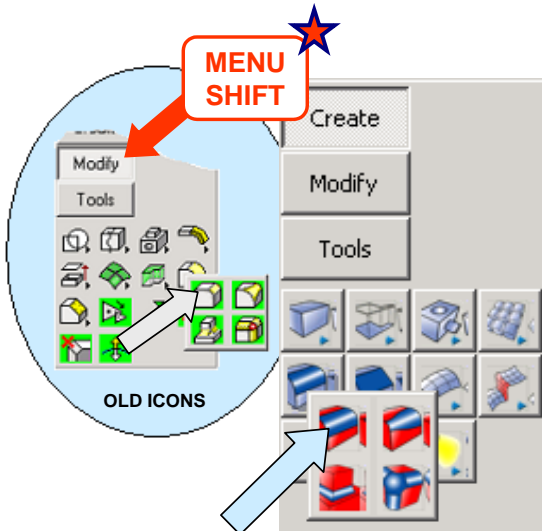 MENU
SHIFT
Create
Modify
Tools
Modify
Tools
OLD ICONS